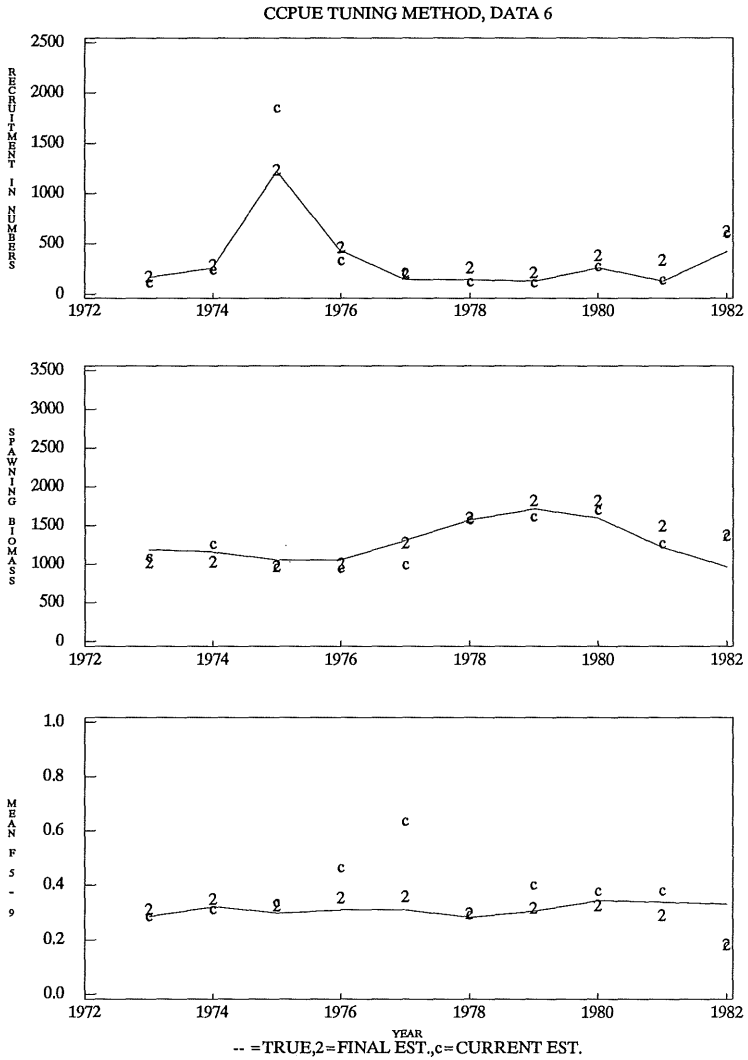 CCPUE TUNING METHOD, DATA 6
RECRUITMENT IN NUMBERS
2500
2000
1500
1000
500
0
1972 1974 1976 1978 1980 1982
SPAWNING BIOMASS
3500
3000
2500
2000
1500
1000
500
0
1972 1974 1976 1978 1980 1982
MEAN F 5 - 9
1.0
0.8
0.6
0.4
0.2
0.0
1972 1974 1976 1978 1980 1982
YEAR
-- =TRUE,2=FINAL EST.,c=CURRENT EST.